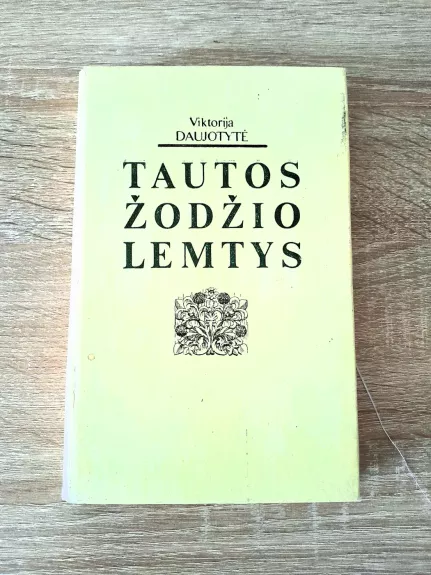 Viktorija
DAUJOTYTĖ
TAUTOS
ŽODŽIO
LEMTYS